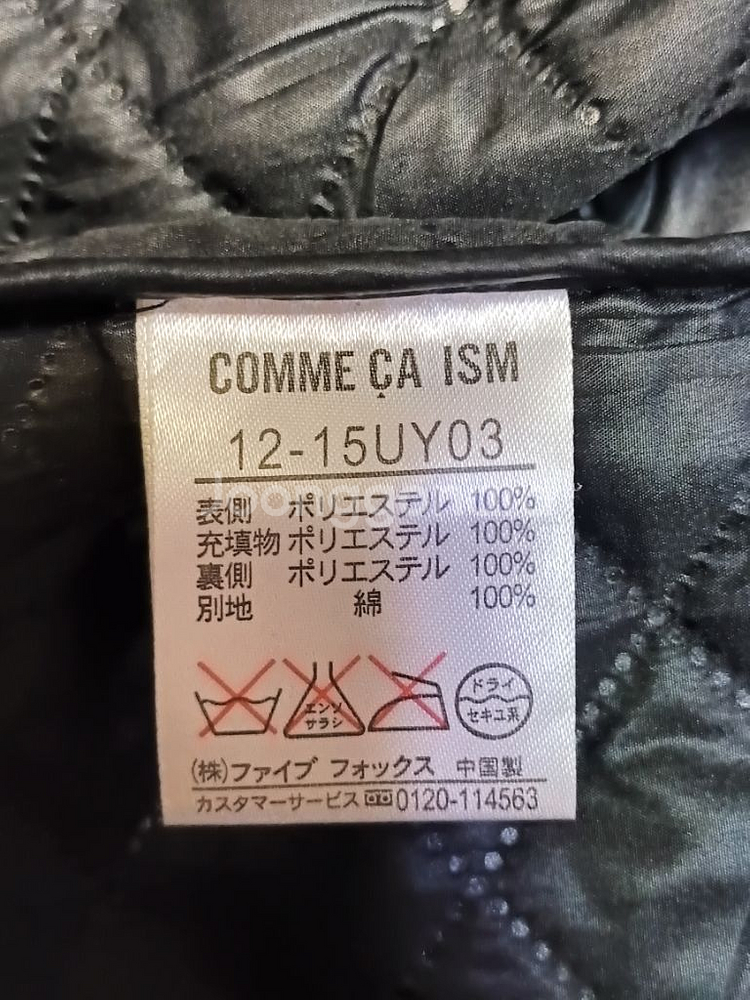 COMME ÇA ISM
12-15UY03
表側 ポリエステル 100%
充填物 ポリエステル 100%
裏側 ポリエステル 100%
別地 綿 100%
エンソ サラシ
ドライ
セキユ系
(株)ファイブ フォックス 中国製
カスタマーサービス 0120-114563